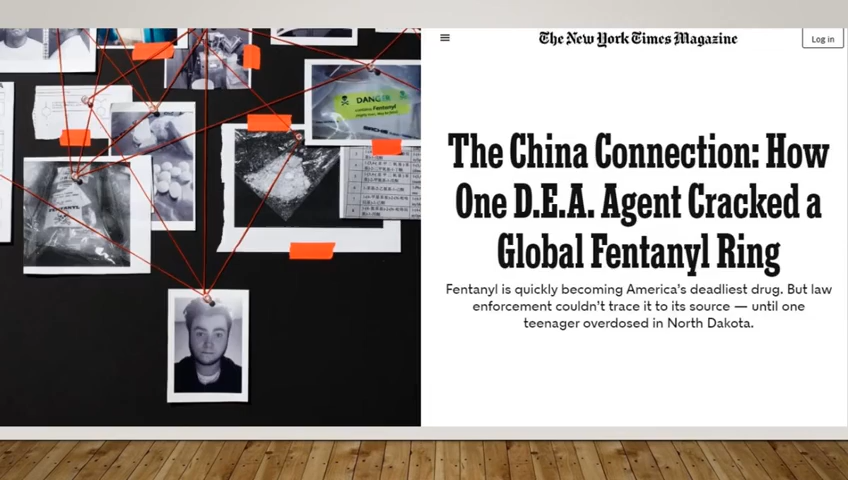 The New York Times Magazine
Log in
The China Connection: How
One D.E.A. Agent Cracked a
Global Fentanyl Ring
Fentanyl is quickly becoming America's deadliest drug. But law
enforcement couldn't trace it to its source — until one
teenager overdosed in North Dakota.
DANGER
Fentanyl
FENTANYL